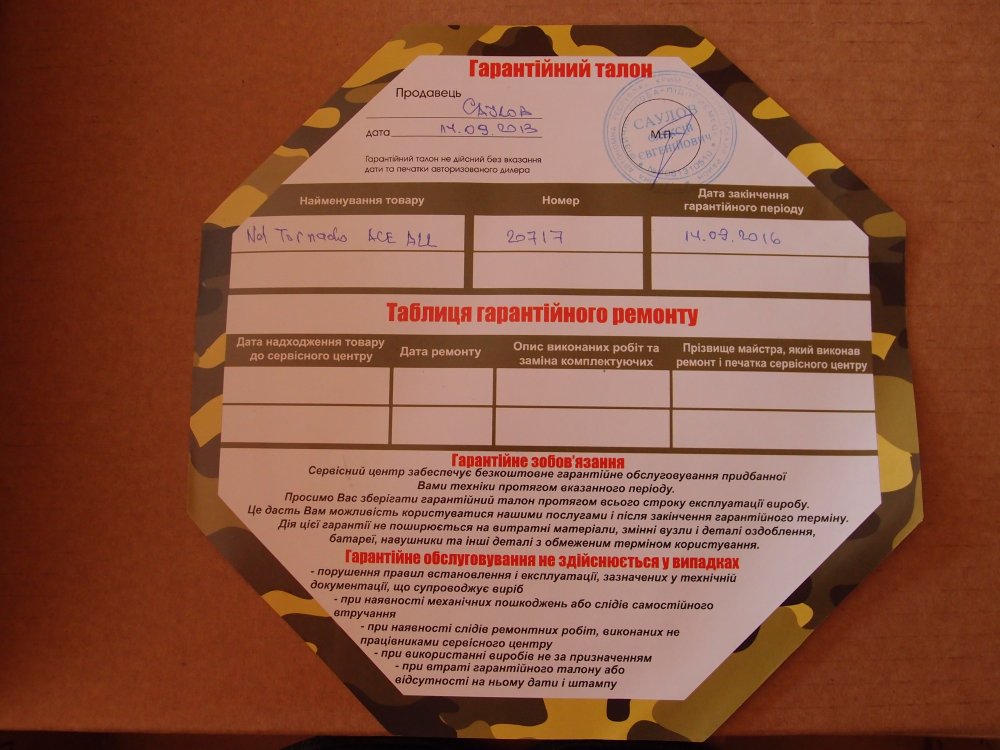 Гарантійний талон
Продавець
Саулов
дата 14.09.2013
Гарантійний талон не дійсний без вказання
дати та печатки авторизованого дилера
САУЛОВ
ОЛЕКСІЙ
ЄВГЕНІЙОВИЧ
М.П.
Найменування товару
Номер
Дата закінчення
гарантійного періоду
Nel Tornado ACE ALL
20717
14.09.2016
Таблиця гарантійного ремонту
Дата надходження товару
до сервісного центру
Дата ремонту
Опис виконаних робіт та
заміна комплектуючих
Прізвище майстра, який виконав
ремонт і печатка сервісного центру
Гарантійне зобов'язання
Сервісний центр забеспечує безкоштовне гарантійне обслуговування придбанної
Вами техніки протягом вказанного періоду.
Просимо Вас зберігати гарантійний талон протягом всього строку експлуатації виробу.
Це дасть Вам можливість користуватися нашими послугами і після закінчення гарантійного терміну.
Дія цієї гарантії не поширюється на витратні матеріали, змінні вузли і деталі оздоблення,
батареї, навушники та інші деталі з обмеженим терміном користування.
Гарантійне обслуговування не здійснюється у випадках
- порушення правил встановлення і експлуатації, зазначених у технічній
документації, що супроводжує виріб
- при наявності механічних пошкоджень або слідів самостійного
втручання
- при наявності слідів ремонтних робіт, виконаних не
працівниками сервісного центру
- при використанні виробів не за призначенням
- при втраті гарантійного талону або
відсутності на ньому дати і штампу